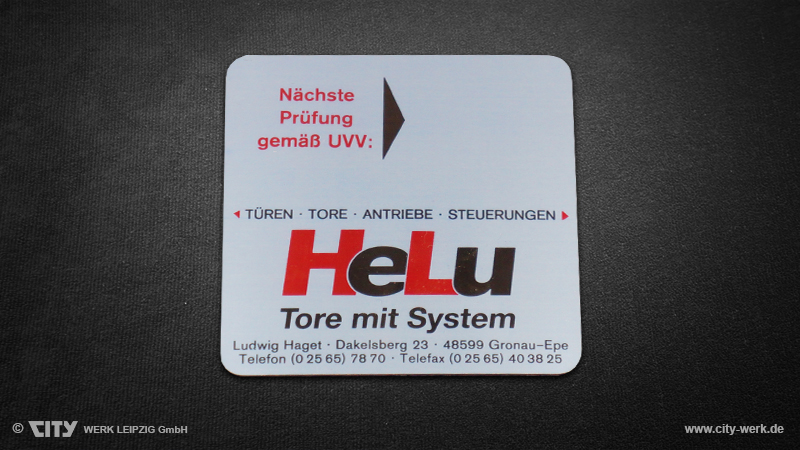 Nächste
Prüfung
gemäß UVV:
TÜREN · TORE · ANTRIEBE · STEUERUNGEN
HeLu
Tore mit System
Ludwig Haget · Dakelsberg 23 · 48599 Gronau-Epe
Telefon (0 25 65) 78 70 · Telefax (0 25 65) 40 38 25
© CITY WERK LEIPZIG GmbH
www.city-werk.de